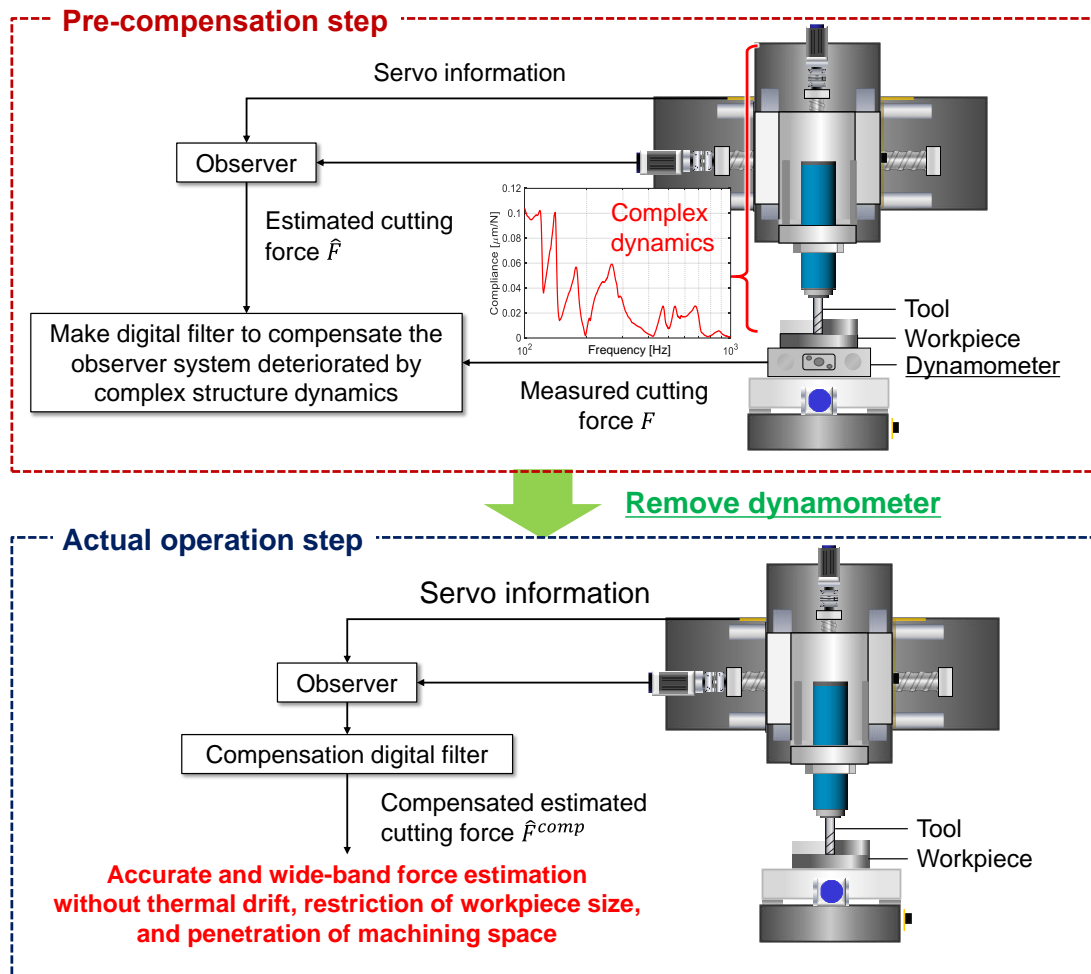 Pre-compensation step
Servo information
Observer
Estimated cutting
force F̂
Make digital filter to compensate the
observer system deteriorated by
complex structure dynamics
Compliance [μm/N]
0.12
0.1
0.08
0.06
0.04
0.02
0
10²
Frequency [Hz]
10³
Complex
dynamics
Measured cutting
force F
Tool
Workpiece
Dynamometer
Remove dynamometer
Actual operation step
Servo information
Observer
Compensation digital filter
Compensated estimated
cutting force F̂ᶜᵒᵐᵖ
Accurate and wide-band force estimation
without thermal drift, restriction of workpiece size,
and penetration of machining space
Tool
Workpiece